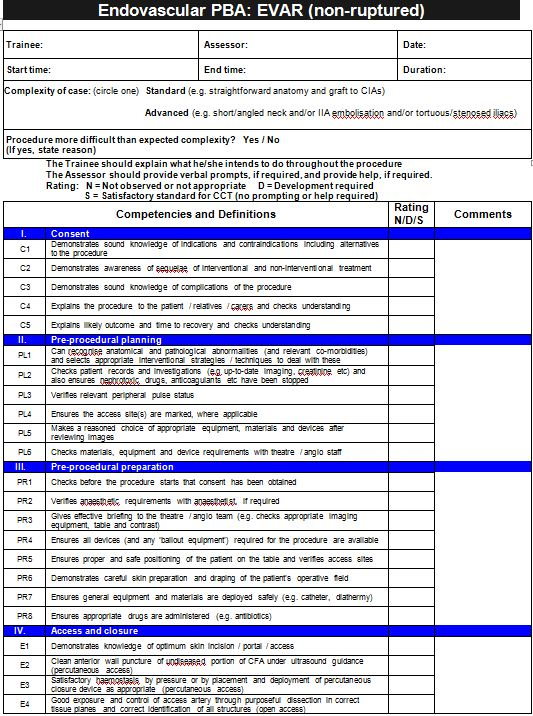 Endovascular PBA: EVAR (non-ruptured)
Trainee: Assessor: Date:
Start time: End time: Duration:
Complexity of case: (circle one) Standard (e.g. straightforward anatomy and graft to CIAs)
Advanced (e.g. short/angled neck and/or IIA embolisation and/or tortuous/stenosed iliacs)
Procedure more difficult than expected complexity? Yes / No
(If yes, state reason)
The Trainee should explain what he/she intends to do throughout the procedure
The Assessor should provide verbal prompts, if required, and provide help, if required.
Rating: N = Not observed or not appropriate D = Development required
S = Satisfactory standard for CCT (no prompting or help required)
Competencies and Definitions Rating N/D/S Comments
I. Consent
C1 Demonstrates sound knowledge of indications and contraindications including alternatives
to the procedure
C2 Demonstrates awareness of sequelae of interventional and non-interventional treatment
C3 Demonstrates sound knowledge of complications of the procedure
C4 Explains the procedure to the patient / relatives / carers and checks understanding
C5 Explains likely outcome and time to recovery and checks understanding
II. Pre-procedural planning
PL1 Can recognise anatomical and pathological abnormalities (and relevant co-morbidities)
and selects appropriate interventional strategies / techniques to deal with these
PL2 Checks patient records and investigations (e.g. up-to-date imaging, creatinine etc) and
also ensures nephrotoxic drugs, anticoagulants etc have been stopped
PL3 Verifies relevant peripheral pulse status
PL4 Ensures the access site(s) are marked, where applicable
PL5 Makes a reasoned choice of appropriate equipment, materials and devices after
reviewing images
PL6 Checks materials, equipment and device requirements with theatre / angio staff
III. Pre-procedural preparation
PR1 Checks before the procedure starts that consent has been obtained
PR2 Verifies anaesthetic requirements with anaesthetist, if required
PR3 Gives effective briefing to the theatre / angio team (e.g. checks appropriate imaging
equipment, table and contrast)
PR4 Ensures all devices (and any 'bailout equipment') required for the procedure are available
PR5 Ensures proper and safe positioning of the patient on the table and verifies access sites
PR6 Demonstrates careful skin preparation and draping of the patient's operative field
PR7 Ensures general equipment and materials are deployed safely (e.g. catheter, diathermy)
PR8 Ensures appropriate drugs are administered (e.g. antibiotics)
IV. Access and closure
E1 Demonstrates knowledge of optimum skin incision / portal / access
E2 Clean anterior wall puncture of undiseased portion of CFA under ultrasound guidance
(percutaneous access)
E3 Satisfactory haemostasis by pressure or by placement and deployment of percutaneous
closure device as appropriate (percutaneous access)
E4 Good exposure and control of access artery through purposeful dissection in correct
tissue planes and correct identification of all structures (open access)